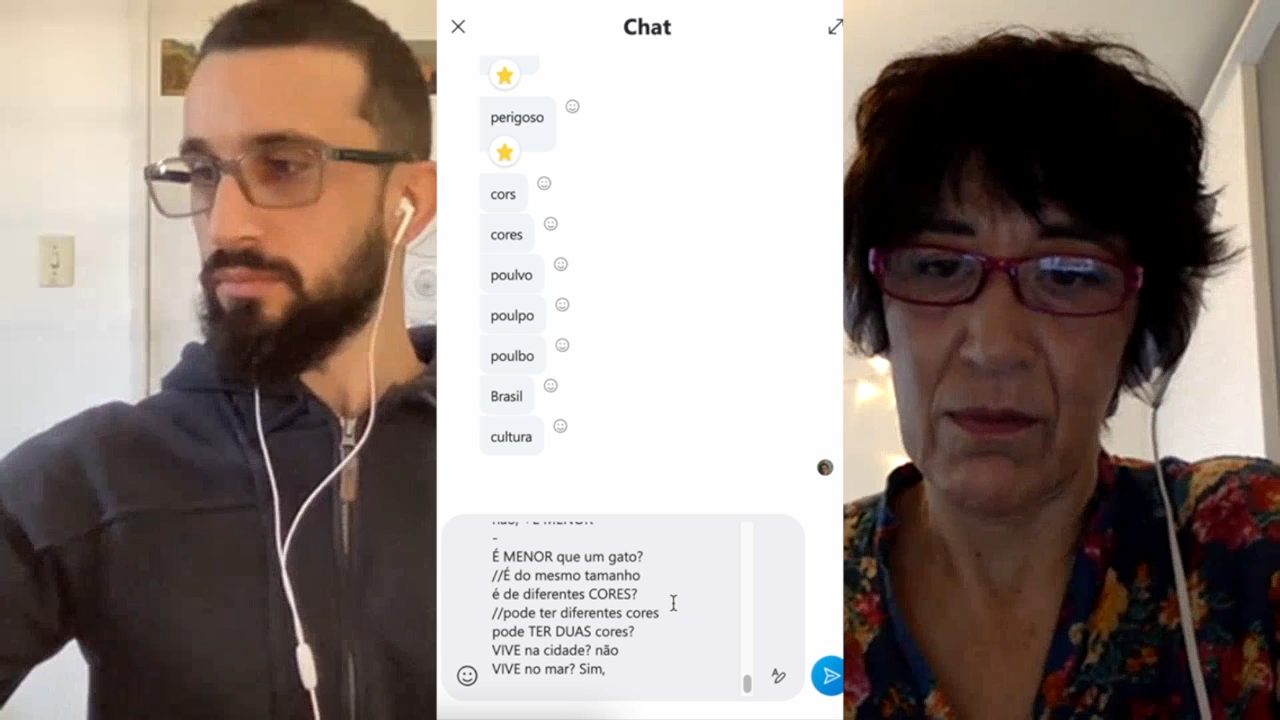 Chat
perigoso
cors
cores
poulvo
poulpo
poulbo
Brasil
cultura
-
É MENOR que um gato?
//É do mesmo tamanho
é de diferentes CORES?
//pode ter diferentes cores
pode TER DUAS cores?
VIVE na cidade? não
VIVE no mar? Sim,